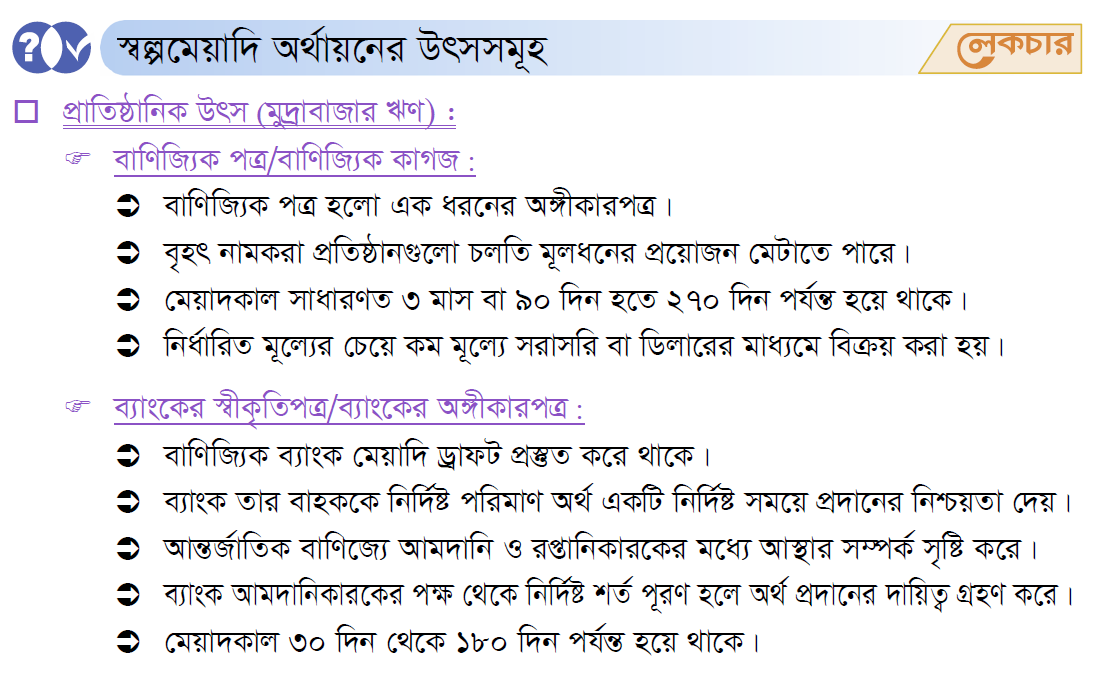 স্বল্পমেয়াদি অর্থায়নের উৎসসমূহ
লেকচার
প্রাতিষ্ঠানিক উৎস (মুদ্রাবাজার ঋণ) :
বাণিজ্যিক পত্র/বাণিজ্যিক কাগজ :
বাণিজ্যিক পত্র হলো এক ধরনের অঙ্গীকারপত্র।
বৃহৎ নামকরা প্রতিষ্ঠানগুলো চলতি মূলধনের প্রয়োজন মেটাতে পারে।
মেয়াদকাল সাধারণত ৩ মাস বা ৯০ দিন হতে ২৭০ দিন পর্যন্ত হয়ে থাকে।
নির্ধারিত মূল্যের চেয়ে কম মূল্যে সরাসরি বা ডিলারের মাধ্যমে বিক্রয় করা হয়।
ব্যাংকের স্বীকৃতিপত্র/ব্যাংকের অঙ্গীকারপত্র :
বাণিজ্যিক ব্যাংক মেয়াদি ড্রাফট প্রস্তুত করে থাকে।
ব্যাংক তার বাহককে নির্দিষ্ট পরিমাণ অর্থ একটি নির্দিষ্ট সময়ে প্রদানের নিশ্চয়তা দেয়।
আন্তর্জাতিক বাণিজ্যে আমদানি ও রপ্তানিকারকের মধ্যে আস্থার সম্পর্ক সৃষ্টি করে।
ব্যাংক আমদানিকারকের পক্ষ থেকে নির্দিষ্ট শর্ত পূরণ হলে অর্থ প্রদানের দায়িত্ব গ্রহণ করে।
মেয়াদকাল ৩০ দিন থেকে ১৮০ দিন পর্যন্ত হয়ে থাকে।